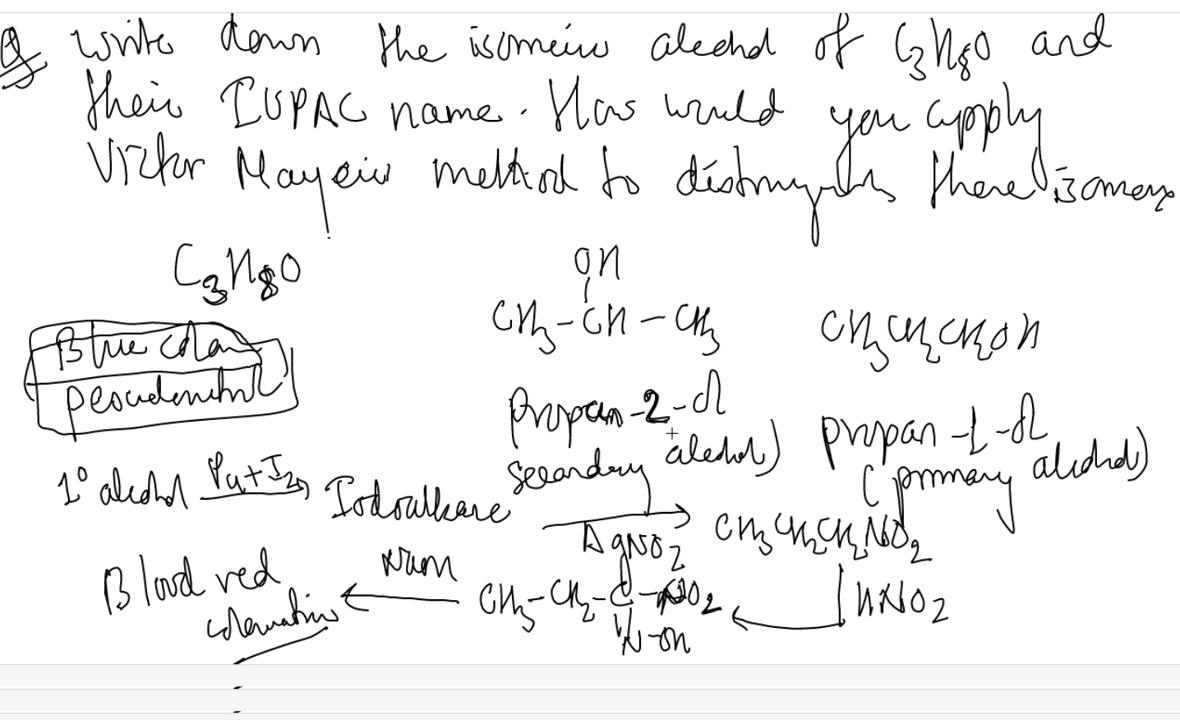 Q Write down the isomeric alcohol of C3H8O and
their IUPAC name. How would you apply
Victor Mayer's method to distinguish these isomers
C3H8O
OH
CH3-CH-CH3
CH3CH2CH2OH
Blue colour
pseudonitrol
propan-2-ol
secondary alcohol)
propan-1-ol
(primary alcohol)
1° alcohol P4+I2 Iodoalkane
AgNO2
CH3CH2CH2NO2
HNO2
CH3-CH2-C-NO2
N-OH
NaOH
Blood red
colouration